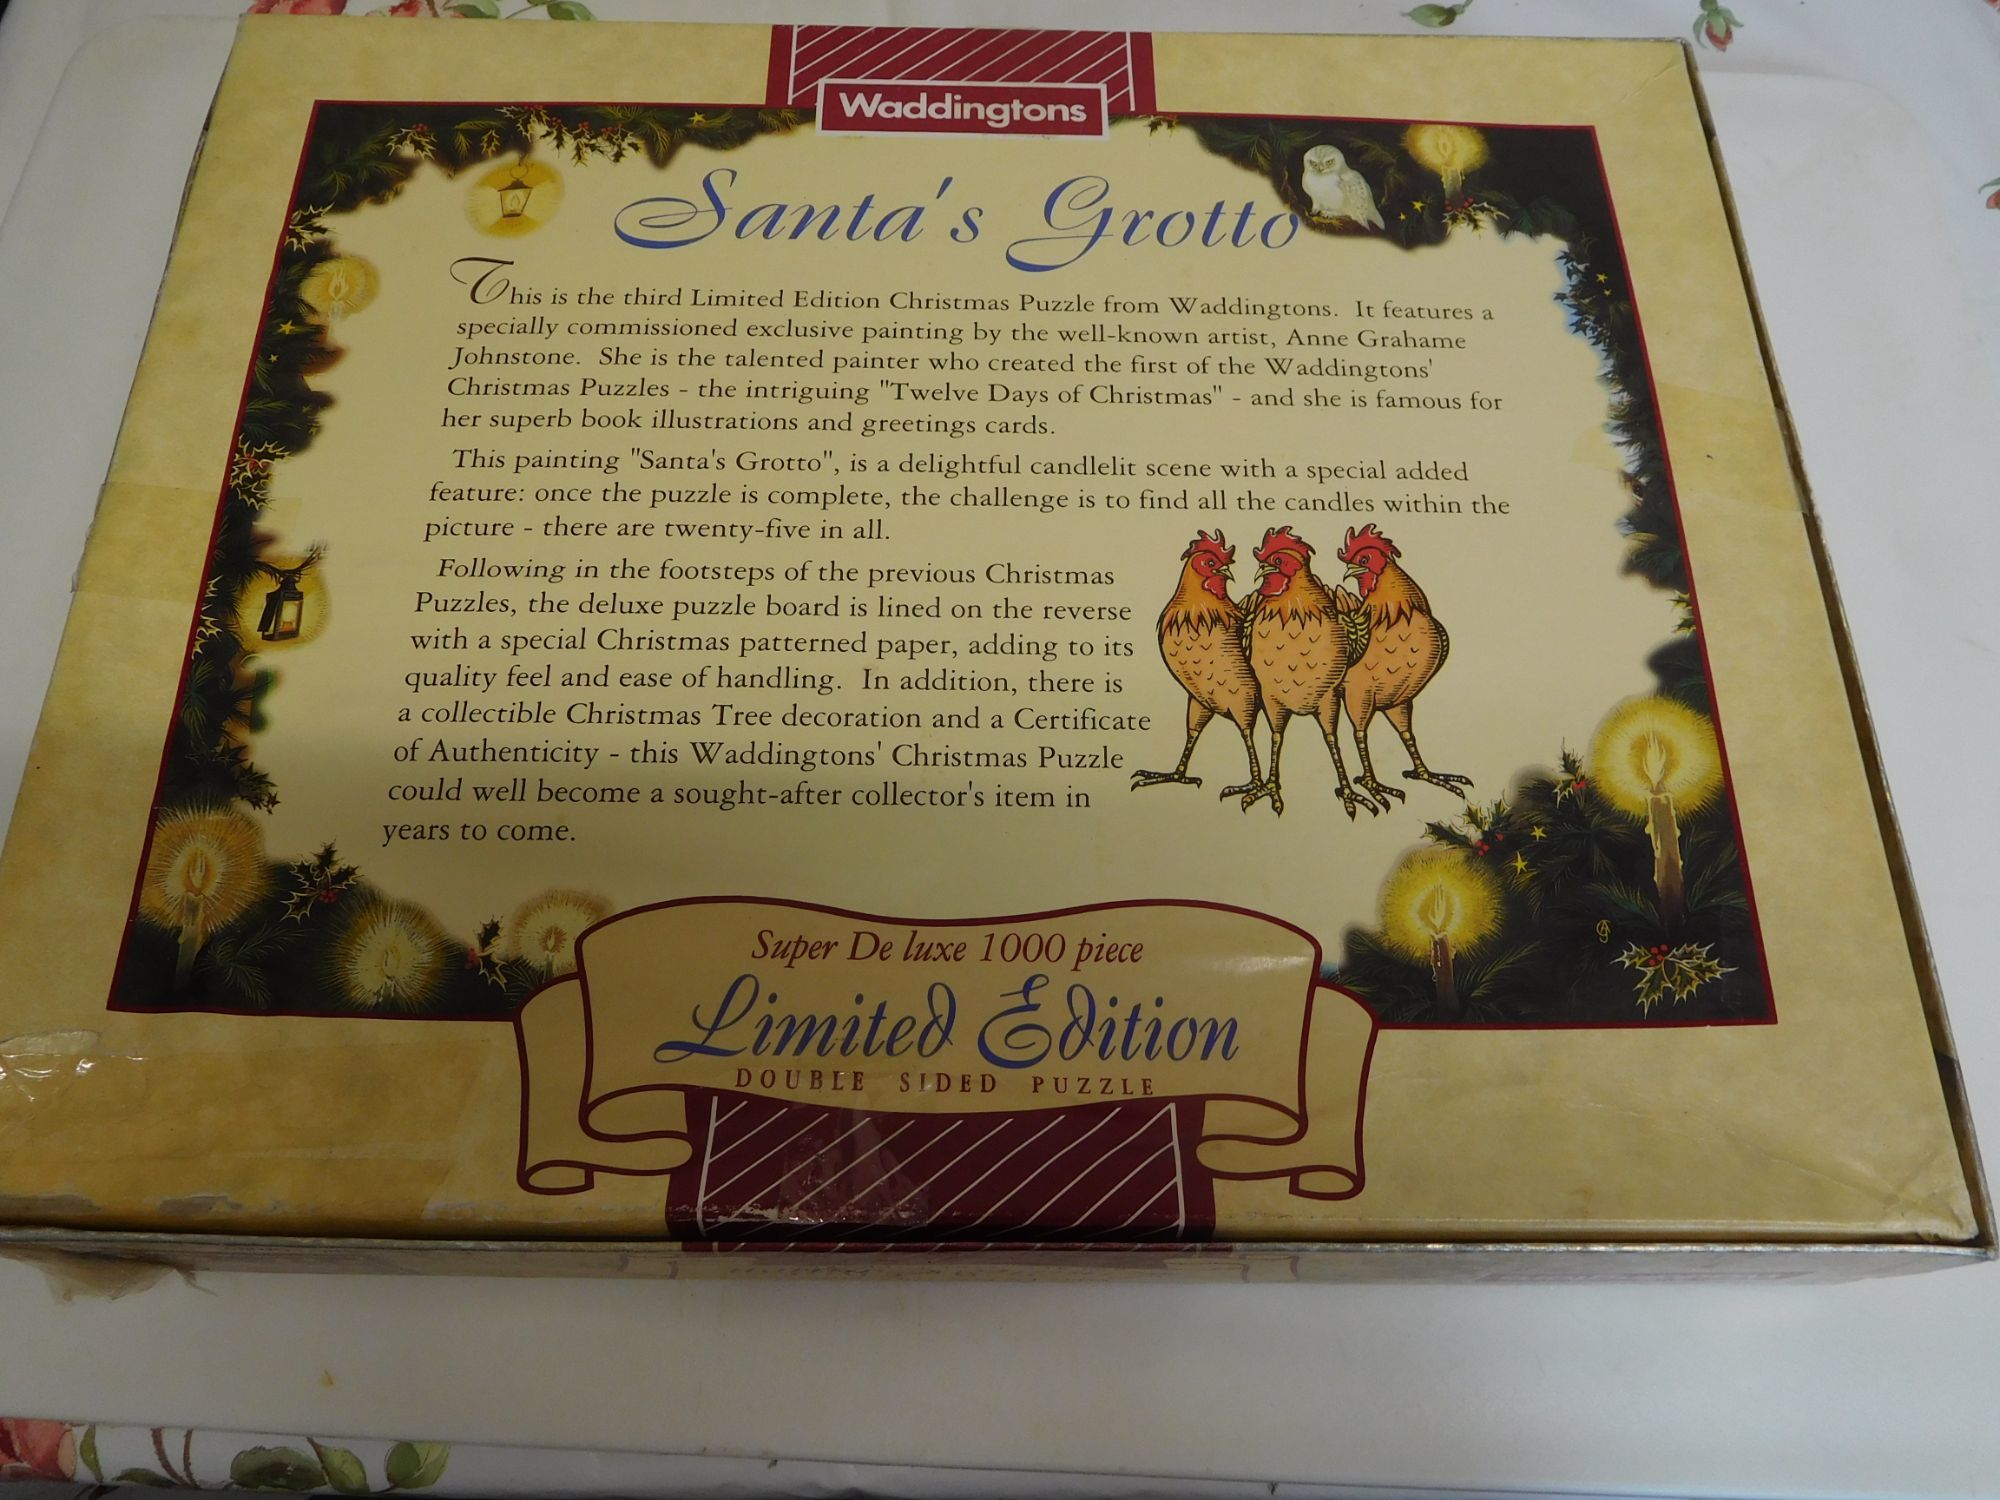 Waddingtons
Santa's Grotto
This is the third Limited Edition Christmas Puzzle from Waddingtons. It features a
specially commissioned exclusive painting by the well-known artist, Anne Grahame
Johnstone. She is the talented painter who created the first of the Waddingtons'
Christmas Puzzles - the intriguing "Twelve Days of Christmas" - and she is famous for
her superb book illustrations and greetings cards.
This painting "Santa's Grotto", is a delightful candlelit scene with a special added
feature: once the puzzle is complete, the challenge is to find all the candles within the
picture - there are twenty-five in all.
Following in the footsteps of the previous Christmas
Puzzles, the deluxe puzzle board is lined on the reverse
with a special Christmas patterned paper, adding to its
quality feel and ease of handling. In addition, there is
a collectible Christmas Tree decoration and a Certificate
of Authenticity - this Waddingtons' Christmas Puzzle
could well become a sought-after collector's item in
years to come.
Super De luxe 1000 piece
Limited Edition
DOUBLE SIDED PUZZLE